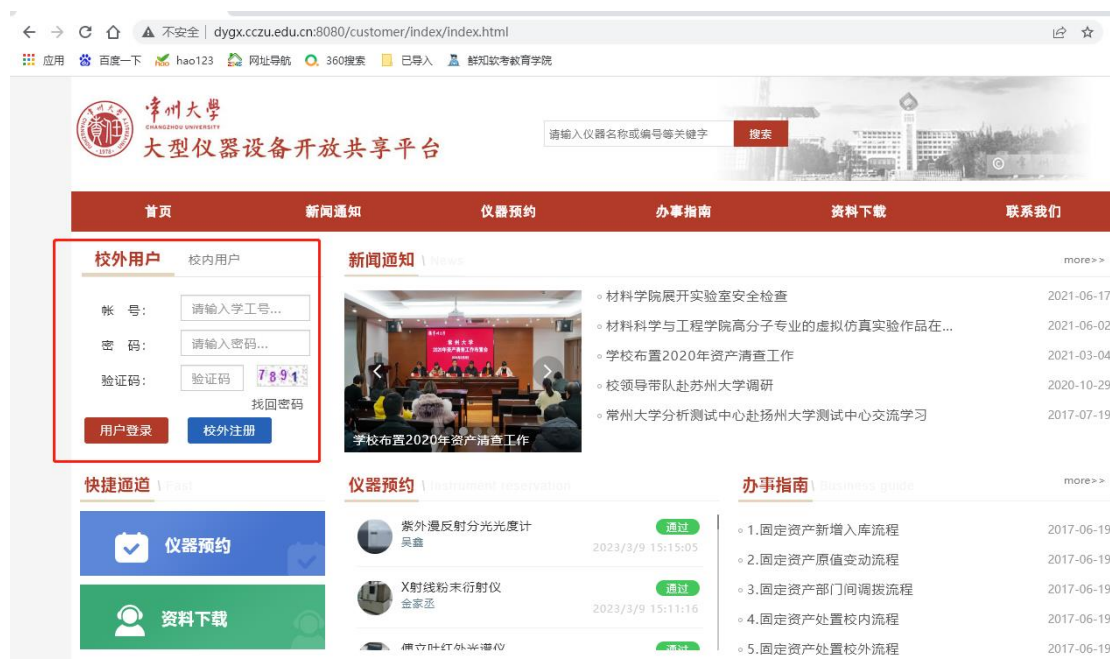 不安全 | dygx.cczu.edu.cn:8080/customer/index/index.html
应用 百度一下 hao123 网址导航 360搜索 已导入 鲜知软考教育学院
常州大學
CHANGZHOU UNIVERSITY
大型仪器设备开放共享平台
请输入仪器名称或编号等关键字 搜索
首页 新闻通知 仪器预约 办事指南 资料下载 联系我们
校外用户 校内用户
帐 号: 请输入学工号...
密 码: 请输入密码...
验证码: 验证码 7891
找回密码
用户登录 校外注册
新闻通知 \ News more>>
学校布置2020年资产清查工作
◦材料学院展开实验室安全检查 2021-06-17
◦材料科学与工程学院高分子专业的虚拟仿真实验作品在... 2021-06-02
◦学校布置2020年资产清查工作 2021-03-04
◦校领导带队赴苏州大学调研 2020-10-29
◦常州大学分析测试中心赴扬州大学测试中心交流学习 2017-07-19
快捷通道 \ Fast
仪器预约
资料下载
仪器预约 \ Instrument reservation
紫外漫反射分光光度计 通过
吴鑫 2023/3/9 15:15:05
X射线粉末衍射仪 通过
金家丞 2023/3/9 15:11:16
傅立叶红外光谱仪 通过
办事指南 \ Business guide more>>
◦1.固定资产新增入库流程 2017-06-19
◦2.固定资产原值变动流程 2017-06-19
◦3.固定资产部门间调拨流程 2017-06-19
◦4.固定资产处置校内流程 2017-06-19
◦5.固定资产处置校外流程 2017-06-19